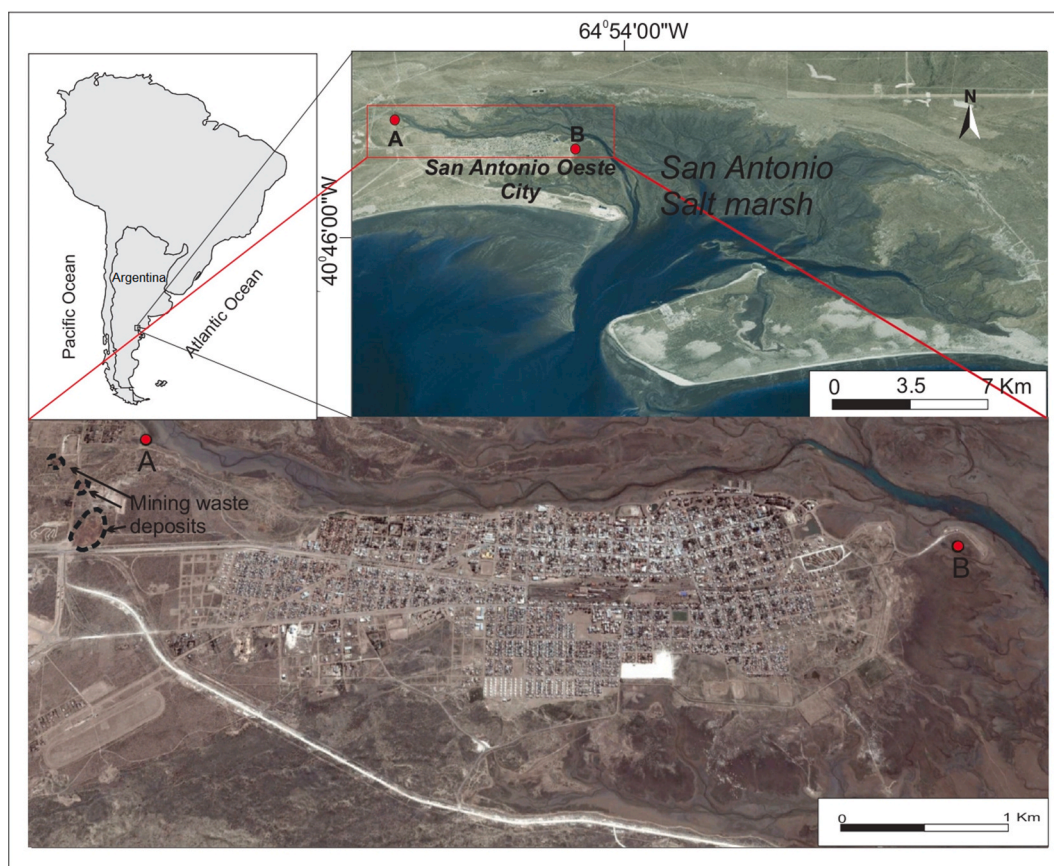 64°54'00"W
N
A
B
San Antonio Oeste
City
San Antonio
Salt marsh
40°46'00"W
Argentina
Pacific Ocean
Atlantic Ocean
0 3.5 7 Km
A
Mining waste
deposits
B
0 1 Km